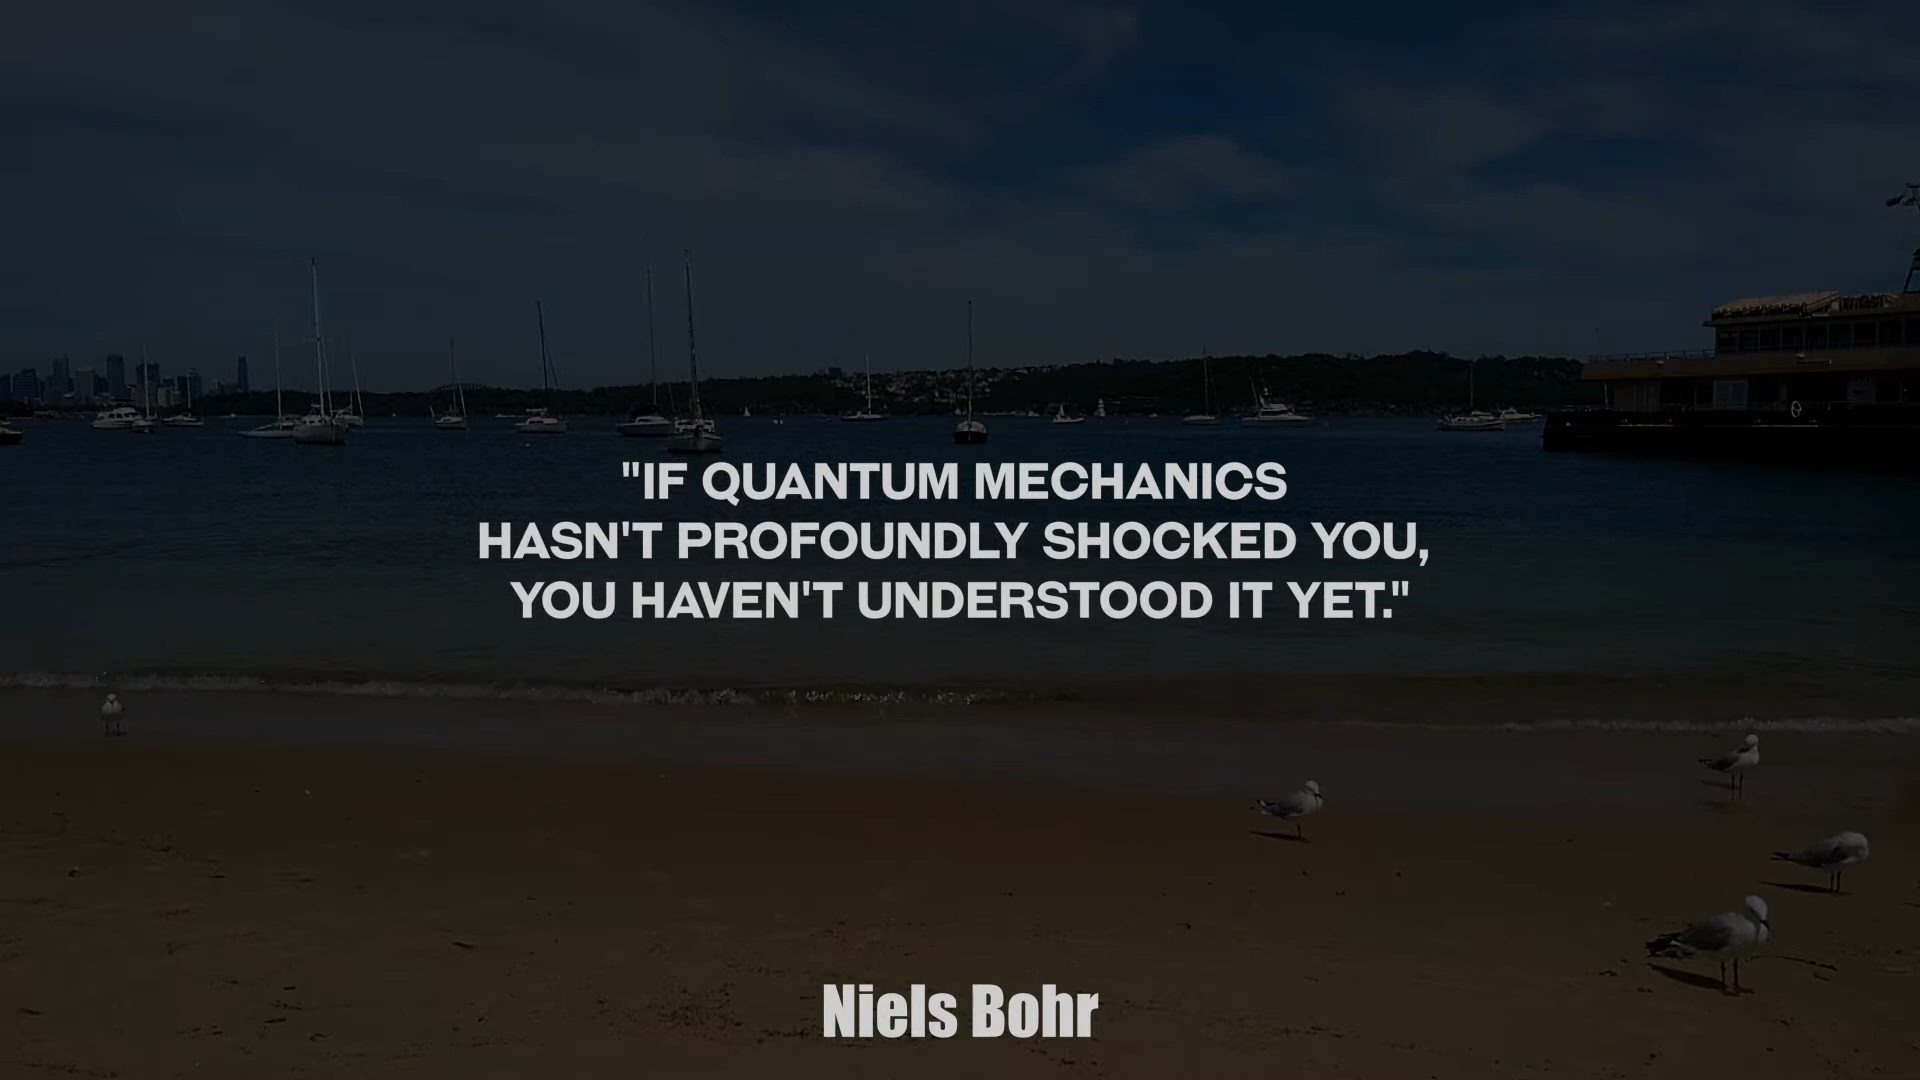 "IF QUANTUM MECHANICS
HASN'T PROFOUNDLY SHOCKED YOU,
YOU HAVEN'T UNDERSTOOD IT YET."
Niels Bohr